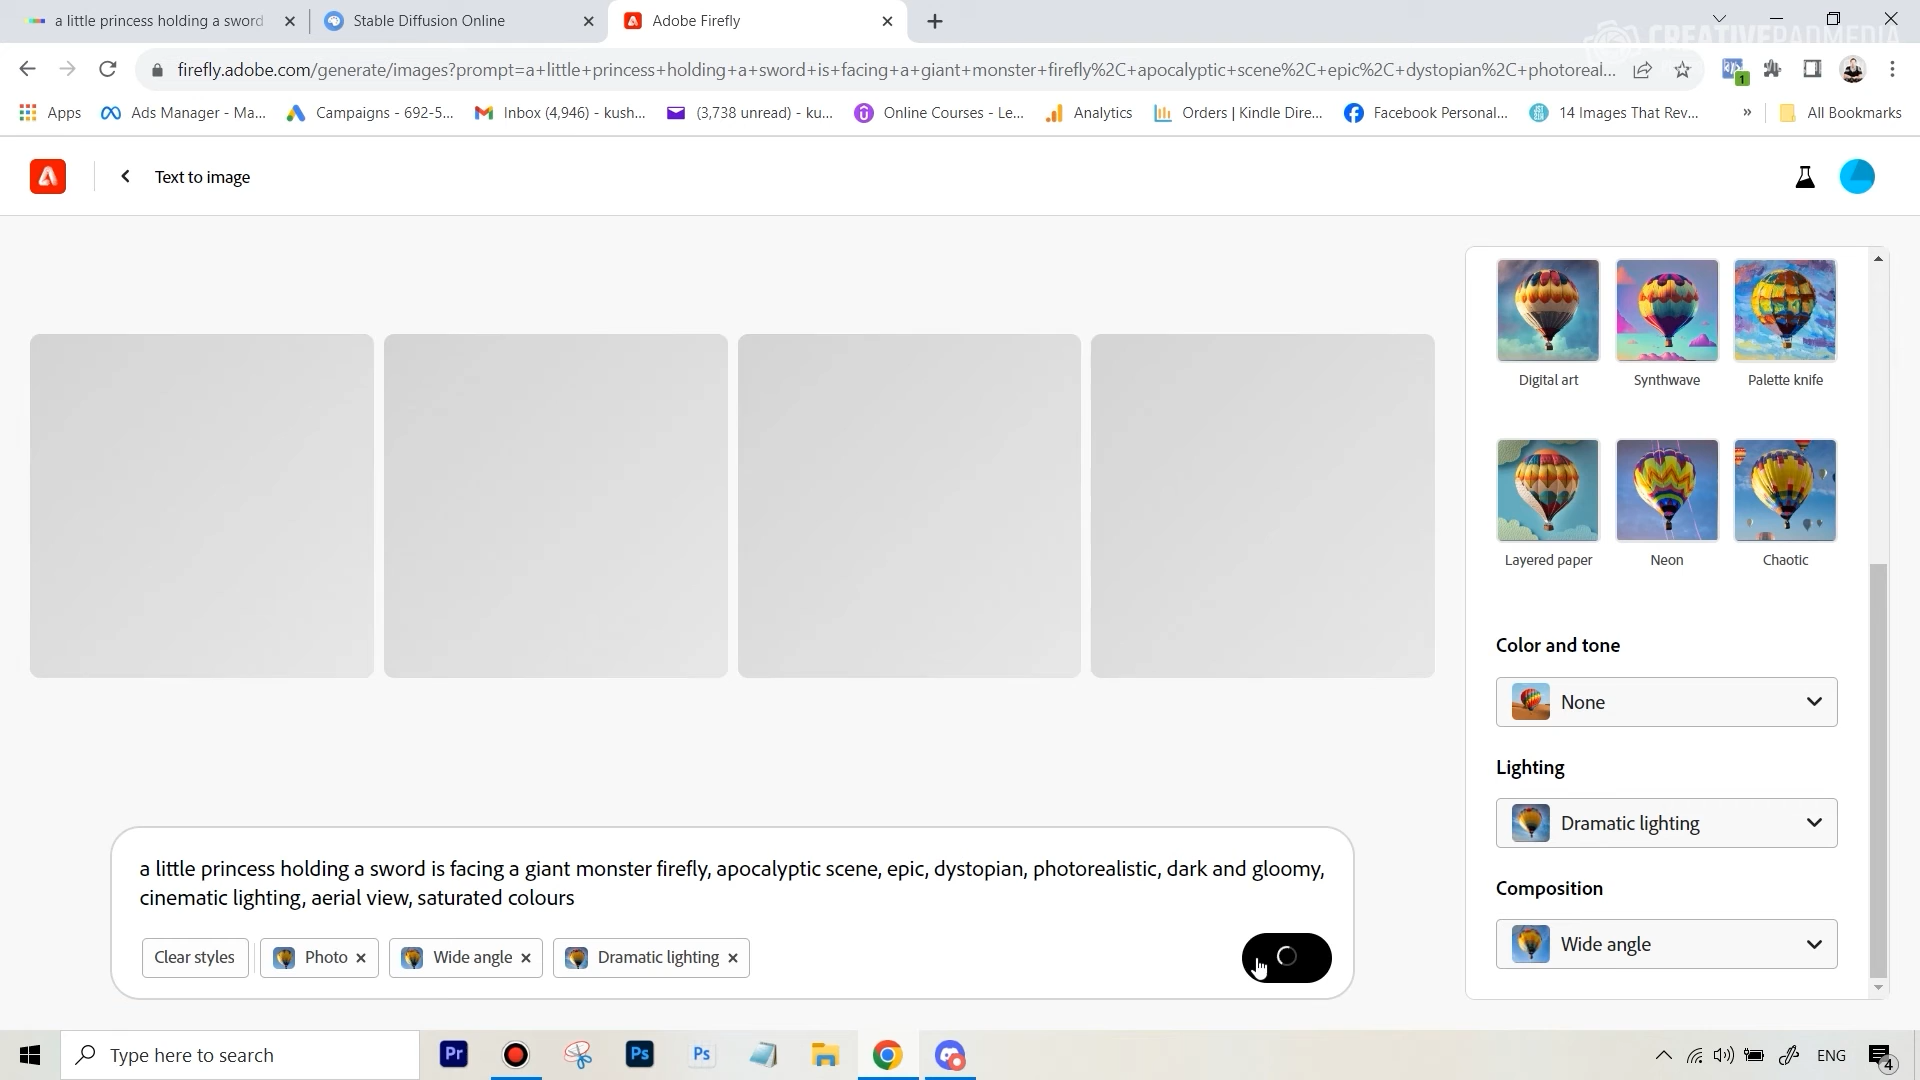 a little princess holding a sword
Stable Diffusion Online
Adobe Firefly
CREATIVEPADMEDIA
firefly.adobe.com/generate/images?prompt=a+little+princess+holding+a+sword+is+facing+a+giant+monster+firefly%2C+apocalyptic+scene%2C+epic%2C+dystopian%2C+photoreal...
1
Apps
Ads Manager - Ma...
Campaigns - 692-5...
Inbox (4,946) - kush...
(3,738 unread) - ku...
Online Courses - Le...
Analytics
Orders | Kindle Dire...
Facebook Personal...
14 Images That Rev...
»
All Bookmarks
Text to image
Digital art
Synthwave
Palette knife
Layered paper
Neon
Chaotic
Color and tone
None
Lighting
Dramatic lighting
Composition
Wide angle
a little princess holding a sword is facing a giant monster firefly, apocalyptic scene, epic, dystopian, photorealistic, dark and gloomy,
cinematic lighting, aerial view, saturated colours
Clear styles
Photo
Wide angle
Dramatic lighting
Type here to search
Pr
Ps
Ps
ENG
4